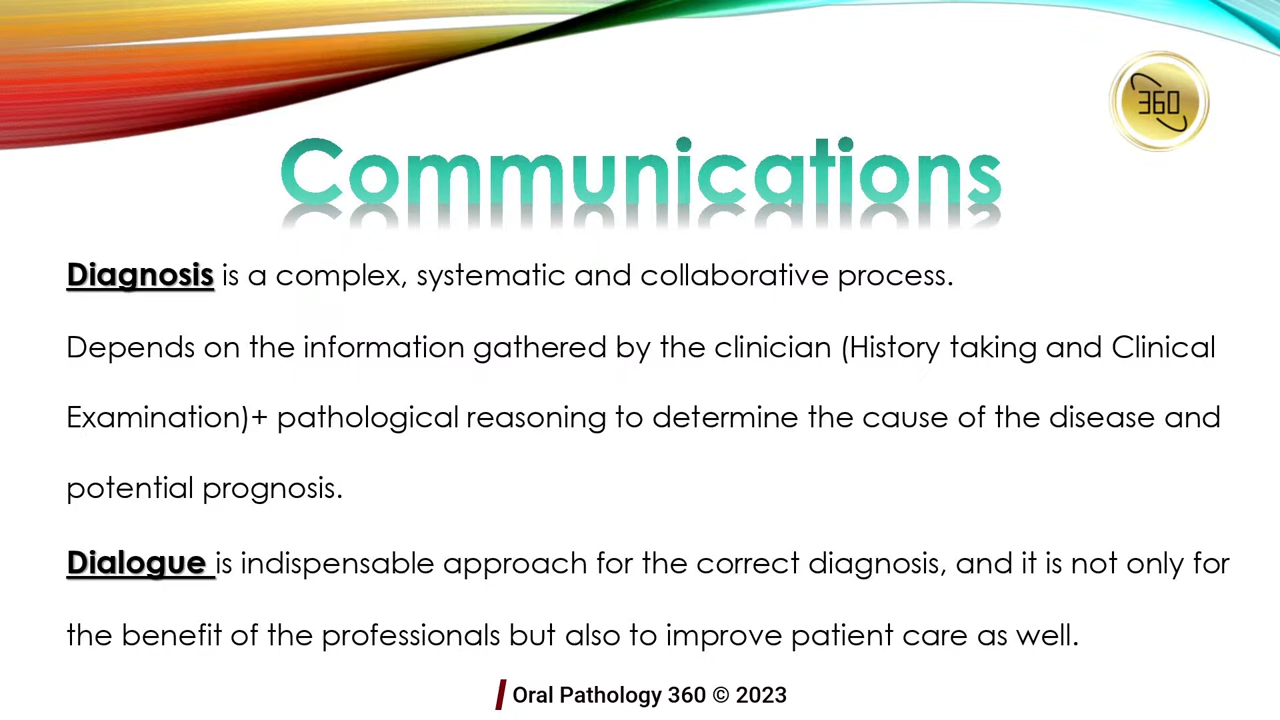 360
Communications
Diagnosis is a complex, systematic and collaborative process.
Depends on the information gathered by the clinician (History taking and Clinical
Examination)+ pathological reasoning to determine the cause of the disease and
potential prognosis.
Dialogue is indispensable approach for the correct diagnosis, and it is not only for
the benefit of the professionals but also to improve patient care as well.
Oral Pathology 360 © 2023